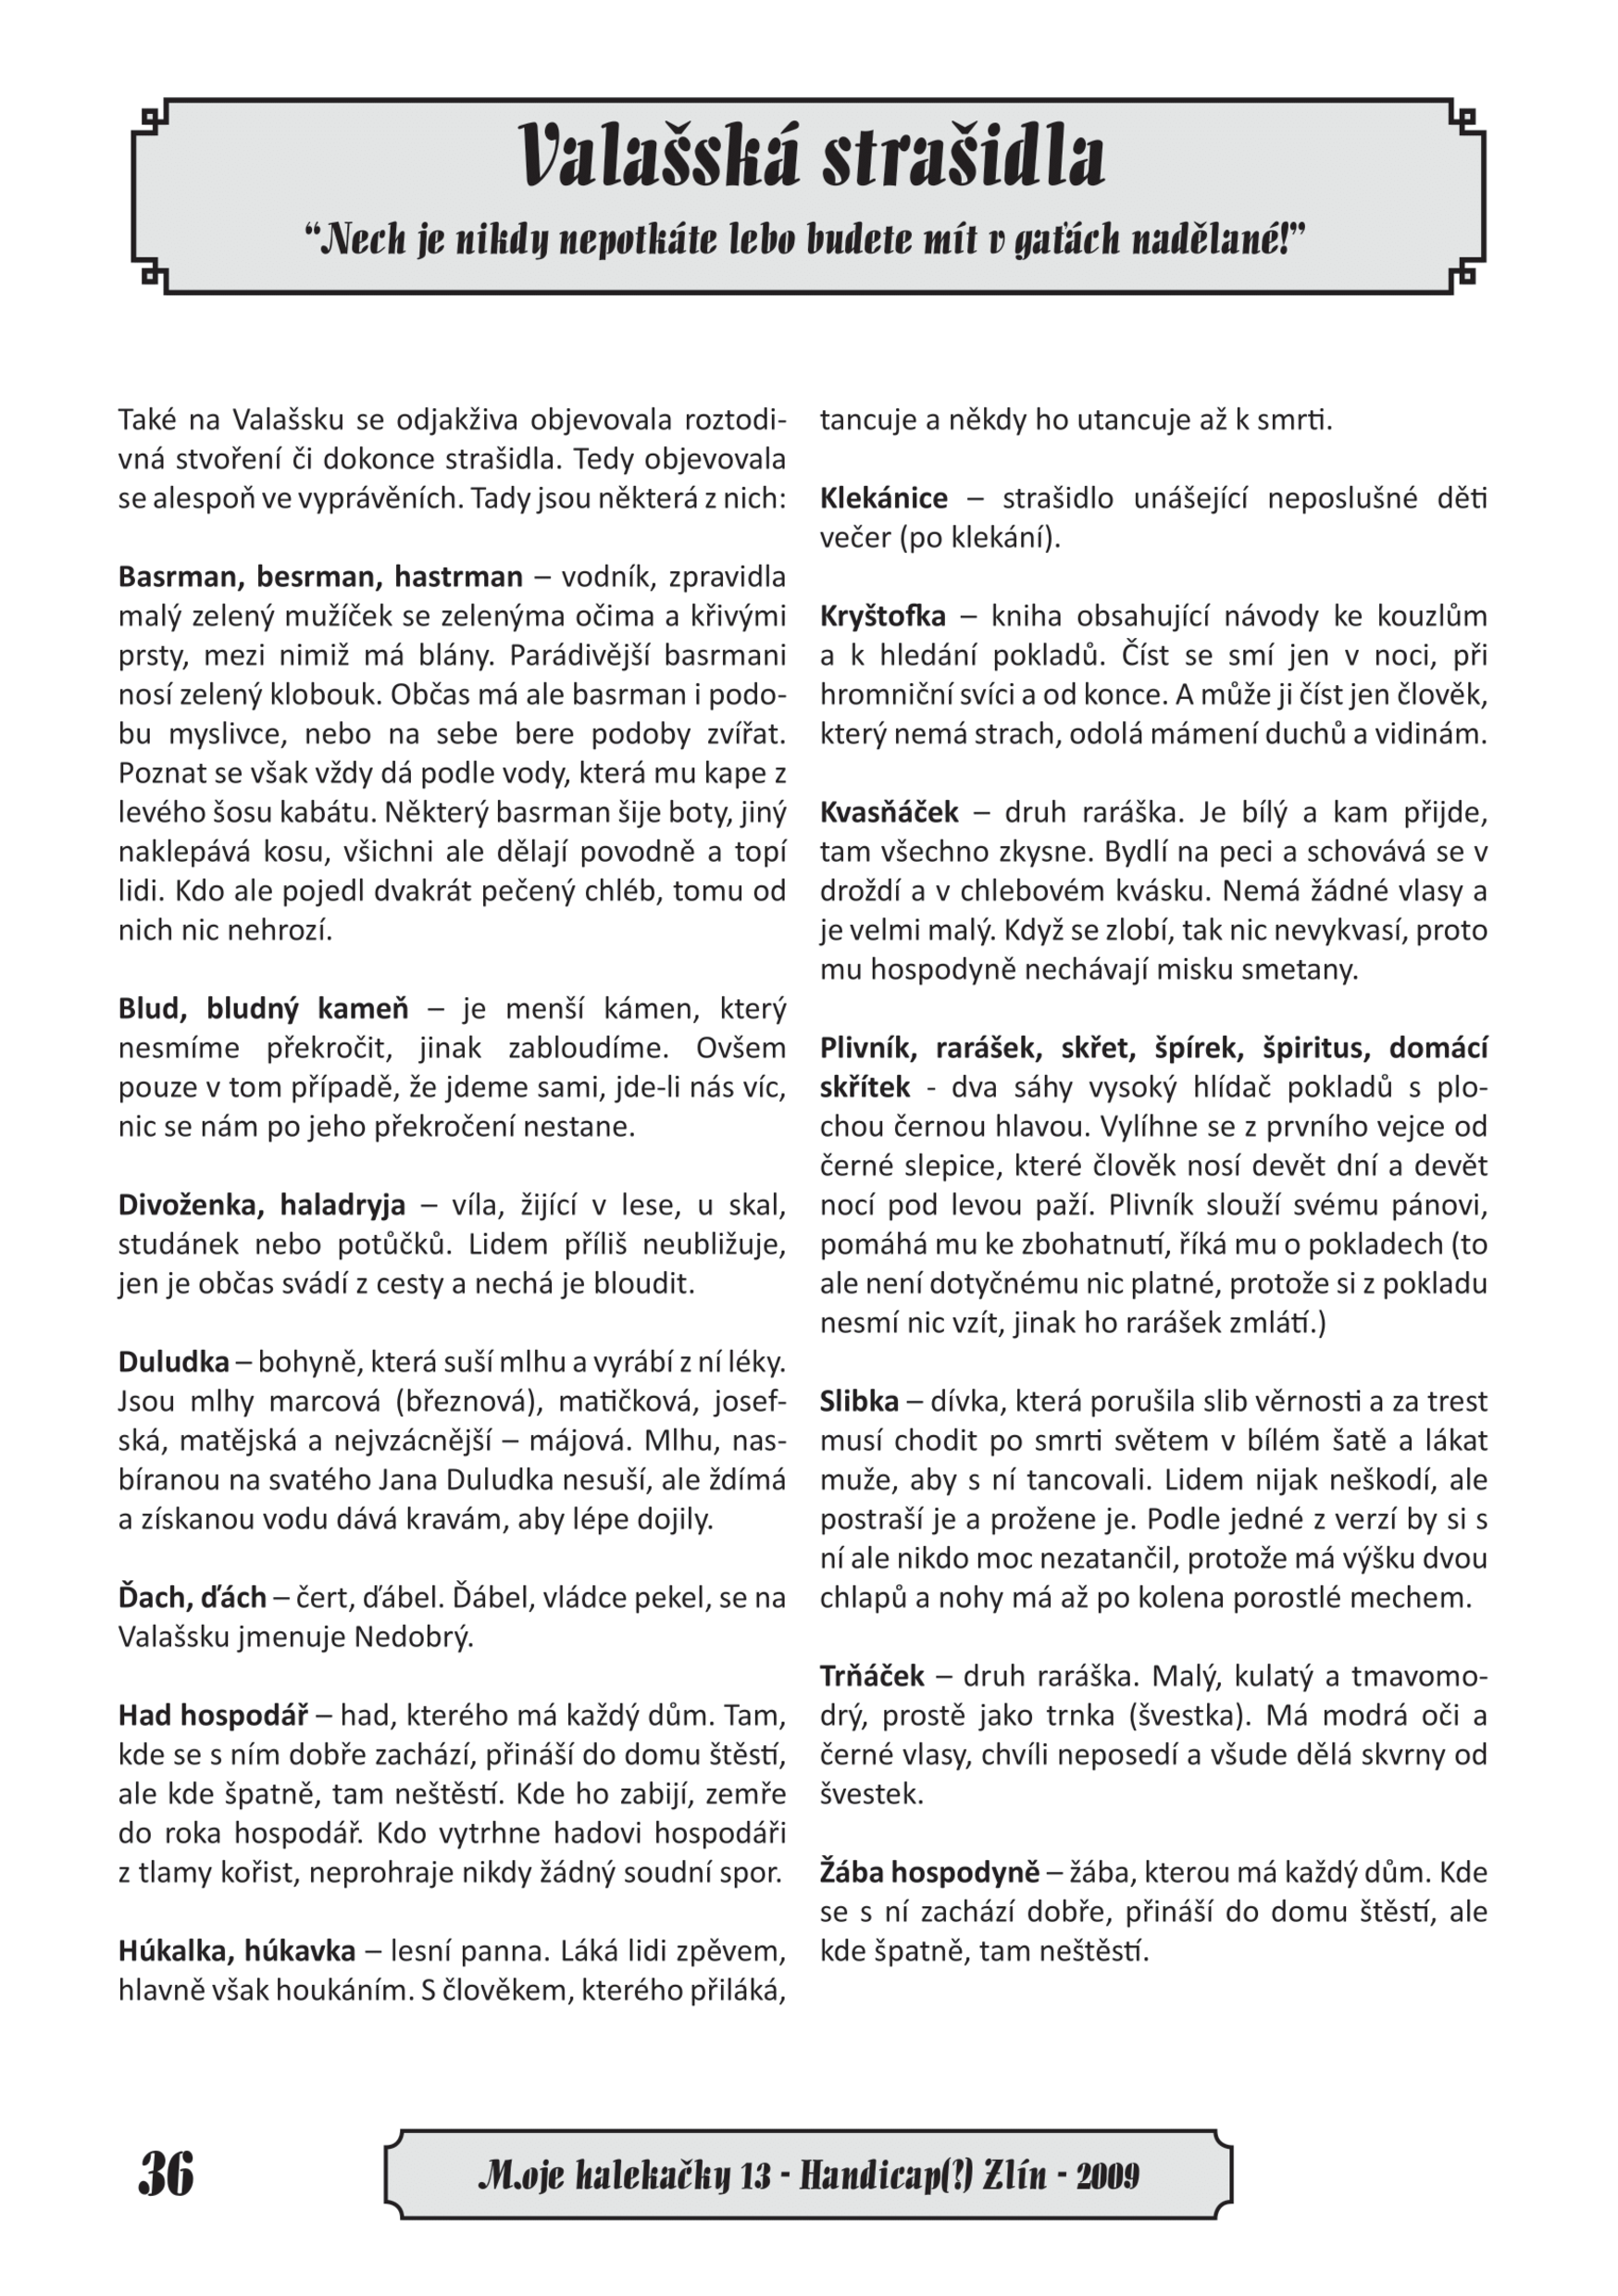 Valašská strašidla
“Nech je nikdy nepotkáte lebo budete mít v gaťách nadělané!”
Také na Valašsku se odjakživa objevovala roztodi-
vná stvoření či dokonce strašidla. Tedy objevovala
se alespoň ve vyprávěních. Tady jsou některá z nich:
Basrman, besrman, hastrman – vodník, zpravidla
malý zelený mužíček se zelenýma očima a křivými
prsty, mezi nimiž má blány. Parádivější basrmani
nosí zelený klobouk. Občas má ale basrman i podo-
bu myslivce, nebo na sebe bere podoby zvířat.
Poznat se však vždy dá podle vody, která mu kape z
levého šosu kabátu. Některý basrman šije boty, jiný
naklepává kosu, všichni ale dělají povodně a topí
lidi. Kdo ale pojedl dvakrát pečený chléb, tomu od
nich nic nehrozí.
Blud, bludný kameň – je menší kámen, který
nesmíme překročit, jinak zabloudíme. Ovšem
pouze v tom případě, že jdeme sami, jde-li nás víc,
nic se nám po jeho překročení nestane.
Divoženka, haladryja – víla, žijící v lese, u skal,
studánek nebo potůčků. Lidem příliš neubližuje,
jen je občas svádí z cesty a nechá je bloudit.
Duludka – bohyně, která suší mlhu a vyrábí z ní léky.
Jsou mlhy marcová (březnová), matičková, josef-
ská, matějská a nejvzácnější – májová. Mlhu, nas-
bíranou na svatého Jana Duludka nesuší, ale ždímá
a získanou vodu dává kravám, aby lépe dojily.
Ďach, ďách – čert, ďábel. Ďábel, vládce pekel, se na
Valašsku jmenuje Nedobrý.
Had hospodář – had, kterého má každý dům. Tam,
kde se s ním dobře zachází, přináší do domu štěstí,
ale kde špatně, tam neštěstí. Kde ho zabijí, zemře
do roka hospodář. Kdo vytrhne hadovi hospodáři
z tlamy kořist, neprohraje nikdy žádný soudní spor.
Húkalka, húkavka – lesní panna. Láká lidi zpěvem,
hlavně však houkáním. S člověkem, kterého přiláká,
tancuje a někdy ho utancuje až k smrti.
Klekánice – strašidlo unášející neposlušné děti
večer (po klekání).
Kryštofka – kniha obsahující návody ke kouzlům
a k hledání pokladů. Číst se smí jen v noci, při
hromniční svíci a od konce. A může ji číst jen člověk,
který nemá strach, odolá mámení duchů a vidinám.
Kvasňáček – druh raráška. Je bílý a kam přijde,
tam všechno zkysne. Bydlí na peci a schovává se v
droždí a v chlebovém kvásku. Nemá žádné vlasy a
je velmi malý. Když se zlobí, tak nic nevykvasí, proto
mu hospodyně nechávají misku smetany.
Plivník, rarášek, skřet, špírek, špiritus, domácí
skřítek - dva sáhy vysoký hlídač pokladů s plo-
chou černou hlavou. Vylíhne se z prvního vejce od
černé slepice, které člověk nosí devět dní a devět
nocí pod levou paží. Plivník slouží svému pánovi,
pomáhá mu ke zbohatnutí, říká mu o pokladech (to
ale není dotyčnému nic platné, protože si z pokladu
nesmí nic vzít, jinak ho rarášek zmlátí.)
Slibka – dívka, která porušila slib věrnosti a za trest
musí chodit po smrti světem v bílém šatě a lákat
muže, aby s ní tancovali. Lidem nijak neškodí, ale
postraší je a prožene je. Podle jedné z verzí by si s
ní ale nikdo moc nezatančil, protože má výšku dvou
chlapů a nohy má až po kolena porostlé mechem.
Trňáček – druh raráška. Malý, kulatý a tmavomo-
drý, prostě jako trnka (švestka). Má modrá oči a
černé vlasy, chvíli neposedí a všude dělá skvrny od
švestek.
Žába hospodyně – žába, kterou má každý dům. Kde
se s ní zachází dobře, přináší do domu štěstí, ale
kde špatně, tam neštěstí.
36
M.oje halekačky 13 - Handicap(?) Zlín - 2009